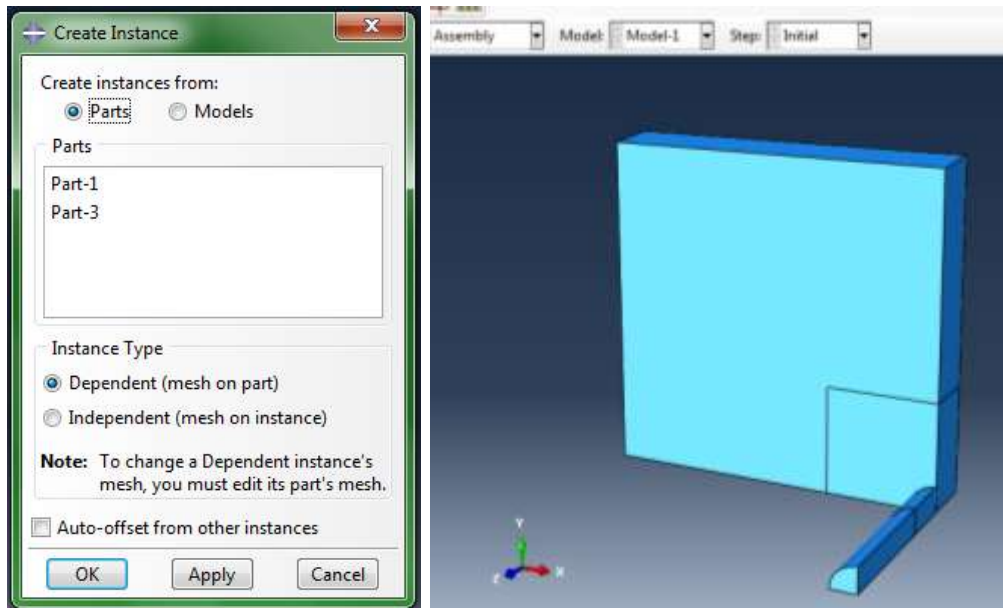 Create Instance
Create instances from:
Parts Models
Parts
Part-1
Part-3
Instance Type
Dependent (mesh on part)
Independent (mesh on instance)
Note: To change a Dependent instance's
mesh, you must edit its part's mesh.
Auto-offset from other instances
OK Apply Cancel
Assembly Model: Model-1 Step: Initial
Y
Z X